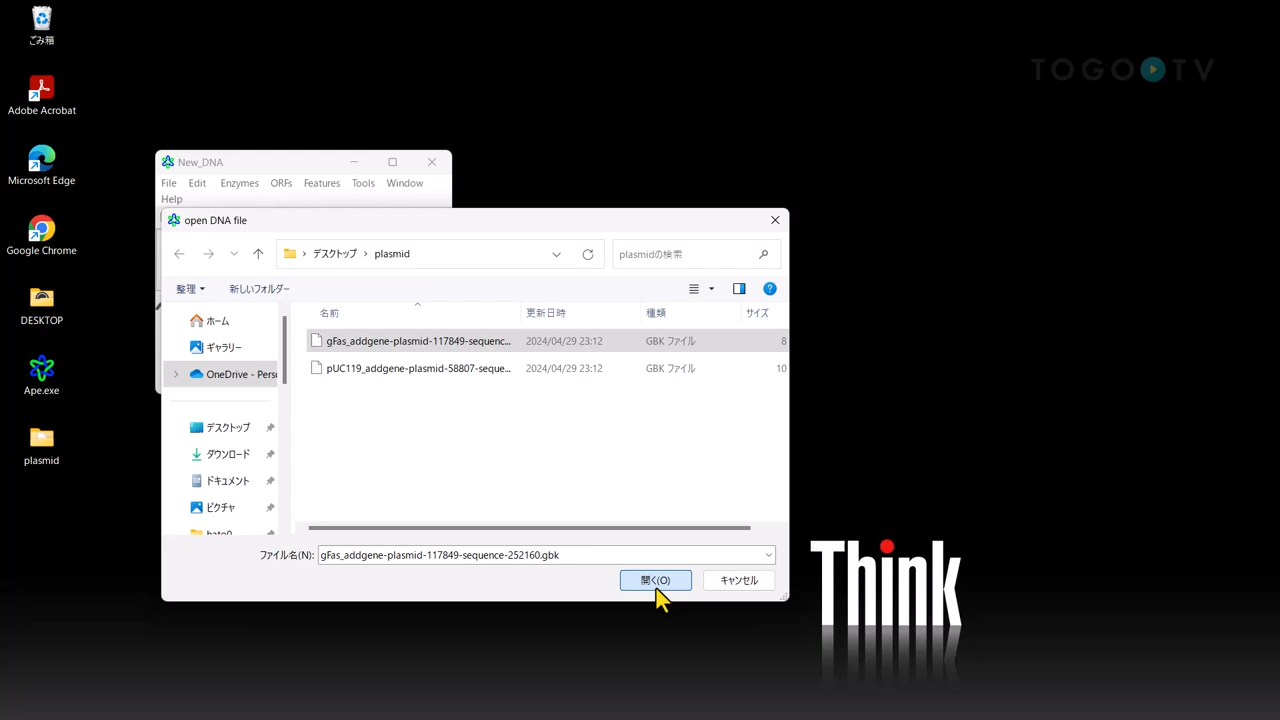 ごみ箱
Adobe Acrobat
Microsoft Edge
Google Chrome
DESKTOP
Ape.exe
plasmid
TOGO TV
New_DNA
File Edit Enzymes ORFs Features Tools Window
Help
open DNA file
デスクトップ plasmid plasmidの検索
整理 新しいフォルダー
名前 更新日時 種類 サイズ
ホーム
ギャラリー
OneDrive - Perso
デスクトップ
ダウンロード
ドキュメント
ピクチャ
gFas_addgene-plasmid-117849-sequenc... 2024/04/29 23:12 GBK ファイル 8
pUC119_addgene-plasmid-58807-seque... 2024/04/29 23:12 GBK ファイル 10
ファイル名(N): gFas_addgene-plasmid-117849-sequence-252160.gbk
開く(O) キャンセル
Think